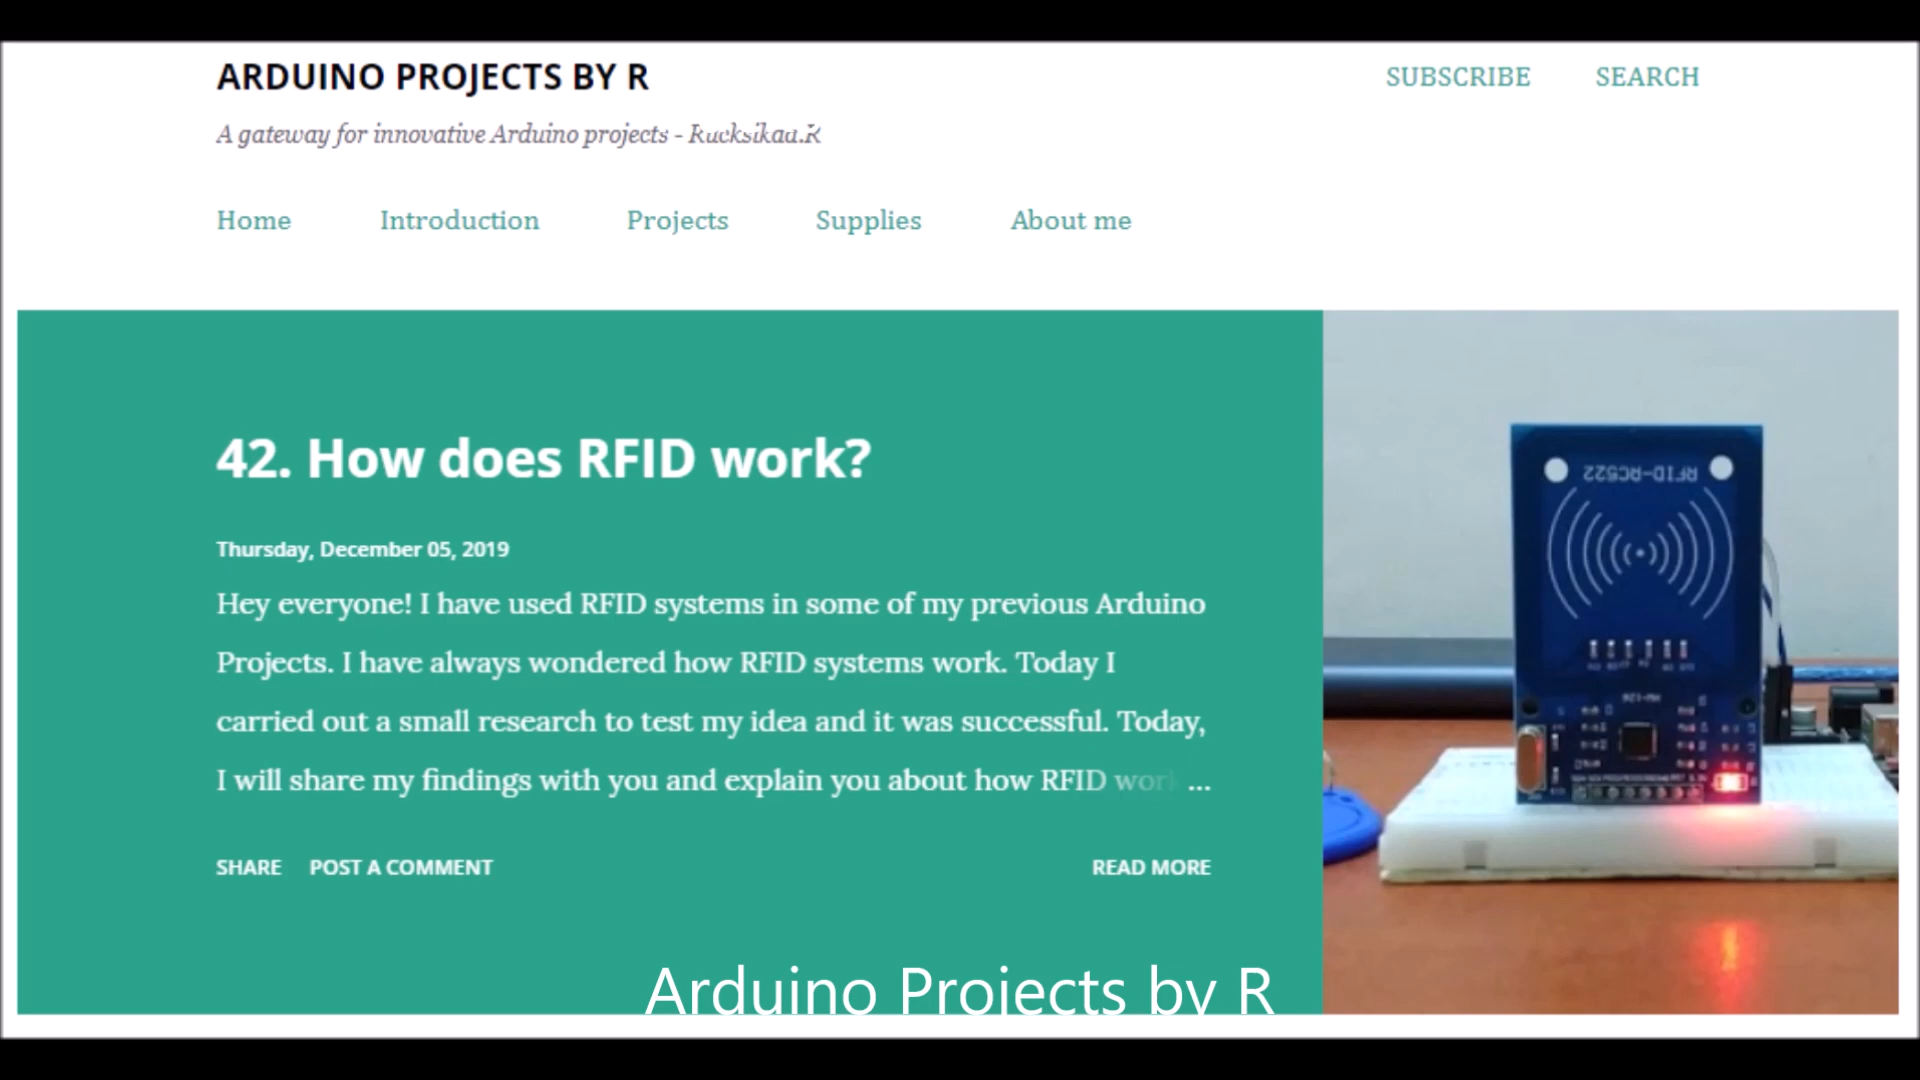 ARDUINO PROJECTS BY R
SUBSCRIBE
SEARCH
A gateway for innovative Arduino projects - Rucksikaa.R
Home
Introduction
Projects
Supplies
About me
42. How does RFID work?
Thursday, December 05, 2019
Hey everyone! I have used RFID systems in some of my previous Arduino
Projects. I have always wondered how RFID systems work. Today I
carried out a small research to test my idea and it was successful. Today,
I will share my findings with you and explain you about how RFID work ...
SHARE
POST A COMMENT
READ MORE
RFID-RC522
Arduino Projects by R